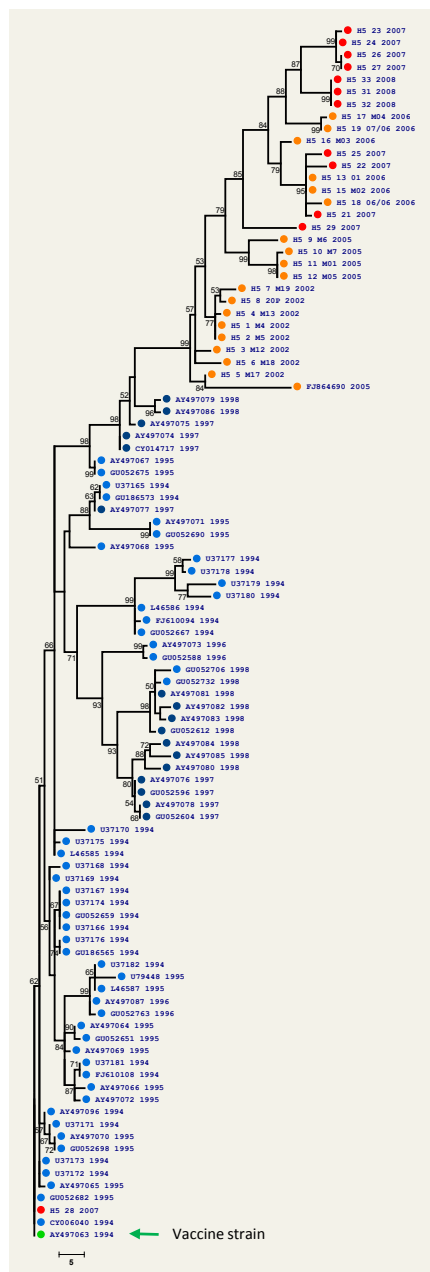 H5 23 2007
H5 24 2007
H5 26 2007
H5 27 2007
H5 33 2008
H5 31 2008
H5 32 2008
H5 17 M04 2006
H5 19 07/06 2006
H5 16 M03 2006
H5 25 2007
H5 22 2007
H5 13 01 2006
H5 15 M02 2006
H5 18 06/06 2006
H5 21 2007
H5 29 2007
H5 9 M6 2005
H5 10 M7 2005
H5 11 M01 2005
H5 12 M05 2005
H5 7 M19 2002
H5 8 20P 2002
H5 4 M13 2002
H5 1 M4 2002
H5 2 M5 2002
H5 3 M12 2002
H5 6 M18 2002
H5 5 M17 2002
FJ864690 2005
AY497079 1998
AY497086 1998
AY497075 1997
AY497074 1997
CY014717 1997
AY497067 1995
GU052675 1995
U37165 1994
GU186573 1994
AY497077 1997
AY497071 1995
GU052690 1995
AY497068 1995
U37177 1994
U37178 1994
U37179 1994
U37180 1994
L46586 1994
FJ610094 1994
GU052667 1994
AY497073 1996
GU052588 1996
GU052706 1998
GU052732 1998
AY497081 1998
AY497082 1998
AY497083 1998
GU052612 1998
AY497084 1998
AY497085 1998
AY497080 1998
AY497076 1997
GU052596 1997
AY497078 1997
GU052604 1997
U37170 1994
U37175 1994
L46585 1994
U37168 1994
U37169 1994
U37167 1994
U37174 1994
GU052659 1994
U37166 1994
U37176 1994
GU186565 1994
U37182 1994
U79448 1995
L46587 1995
AY497087 1996
GU052763 1996
AY497064 1995
GU052651 1995
AY497069 1995
U37181 1994
FJ610108 1994
AY497066 1995
AY497072 1995
AY497096 1994
U37171 1994
AY497070 1995
GU052698 1995
U37173 1994
U37172 1994
AY497065 1995
GU052682 1995
H5 28 2007
CY006040 1994
AY497063 1994
Vaccine strain
99
70
87
99
88
99
84
79
95
85
79
99
98
53
53
77
57
99
84
52
96
98
98
99
62
63
88
99
58
99
77
99
71
99
93
50
98
93
72
88
80
54
68
66
51
67
56
74
65
99
90
84
71
87
62
67
72
5